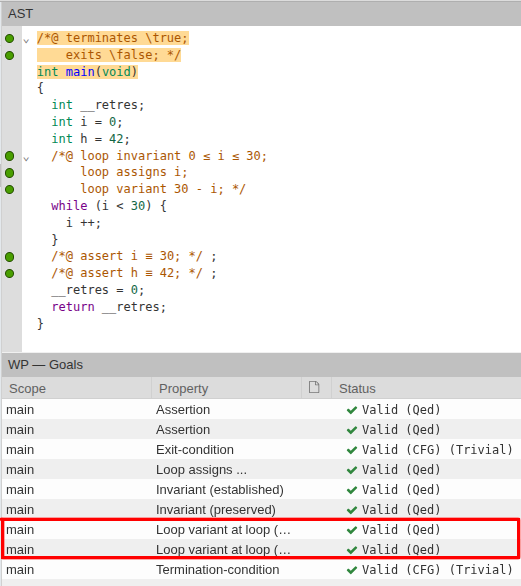 AST
/*@ terminates \true;
exits \false; */
int main(void)
{
int __retres;
int i = 0;
int h = 42;
/*@ loop invariant 0 ≤ i ≤ 30;
loop assigns i;
loop variant 30 - i; */
while (i < 30) {
i ++;
}
/*@ assert i ≡ 30; */ ;
/*@ assert h ≡ 42; */ ;
__retres = 0;
return __retres;
}
WP — Goals
Scope Property Status
main Assertion Valid (Qed)
main Assertion Valid (Qed)
main Exit-condition Valid (CFG) (Trivial)
main Loop assigns ... Valid (Qed)
main Invariant (established) Valid (Qed)
main Invariant (preserved) Valid (Qed)
main Loop variant at loop (… Valid (Qed)
main Loop variant at loop (… Valid (Qed)
main Termination-condition Valid (CFG) (Trivial)